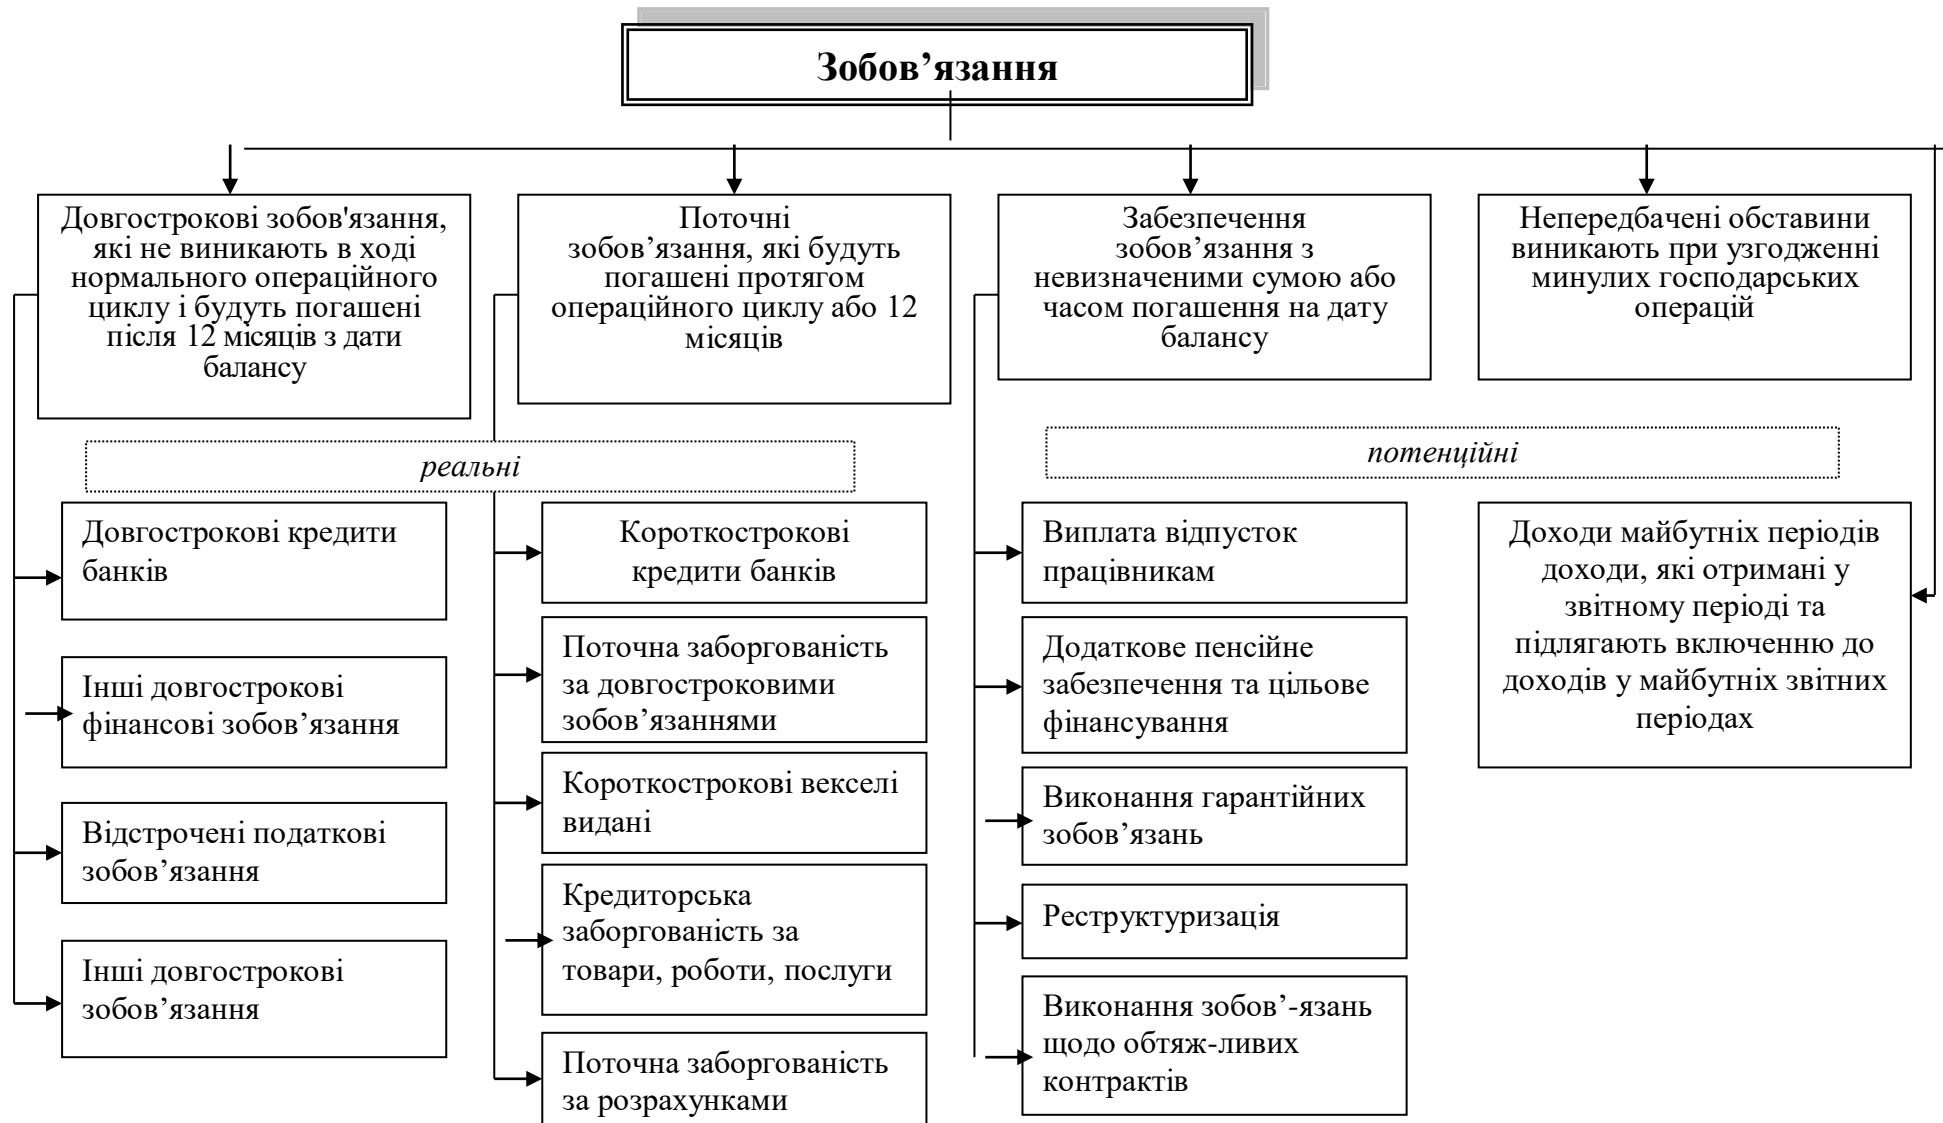 Зобов’язання
Довгострокові зобов'язання,
які не виникають в ході
нормального операційного
циклу і будуть погашені
після 12 місяців з дати
балансу
Поточні
зобов’язання, які будуть
погашені протягом
операційного циклу або 12
місяців
Забезпечення
зобов’язання з
невизначеними сумою або
часом погашення на дату
балансу
Непередбачені обставини
виникають при узгодженні
минулих господарських
операцій
реальні
потенційні
Довгострокові кредити
банків
Інші довгострокові
фінансові зобов’язання
Відстрочені податкові
зобов’язання
Інші довгострокові
зобов’язання
Короткострокові
кредити банків
Поточна заборгованість
за довгостроковими
зобов’язаннями
Короткострокові векселі
видані
Кредиторська
заборгованість за
товари, роботи, послуги
Поточна заборгованість
за розрахунками
Виплата відпусток
працівникам
Додаткове пенсійне
забезпечення та цільове
фінансування
Виконання гарантійних
зобов’язань
Реструктуризація
Виконання зобов’-язань
щодо обтяж-ливих
контрактів
Доходи майбутніх періодів
доходи, які отримані у
звітному періоді та
підлягають включенню до
доходів у майбутніх звітних
періодах